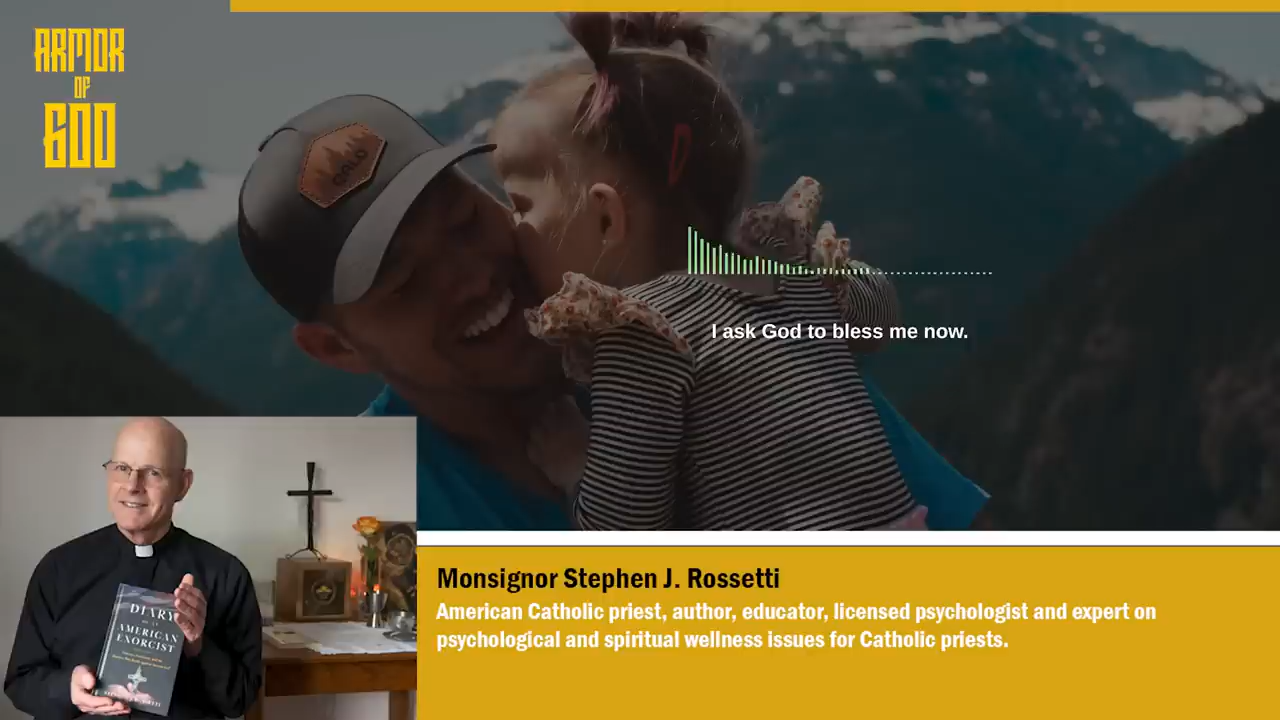 ARMOR
OF
GOD
I ask God to bless me now.
DIARY
AMERICAN
EXORCIST
Monsignor Stephen J. Rossetti
American Catholic priest, author, educator, licensed psychologist and expert on
psychological and spiritual wellness issues for Catholic priests.